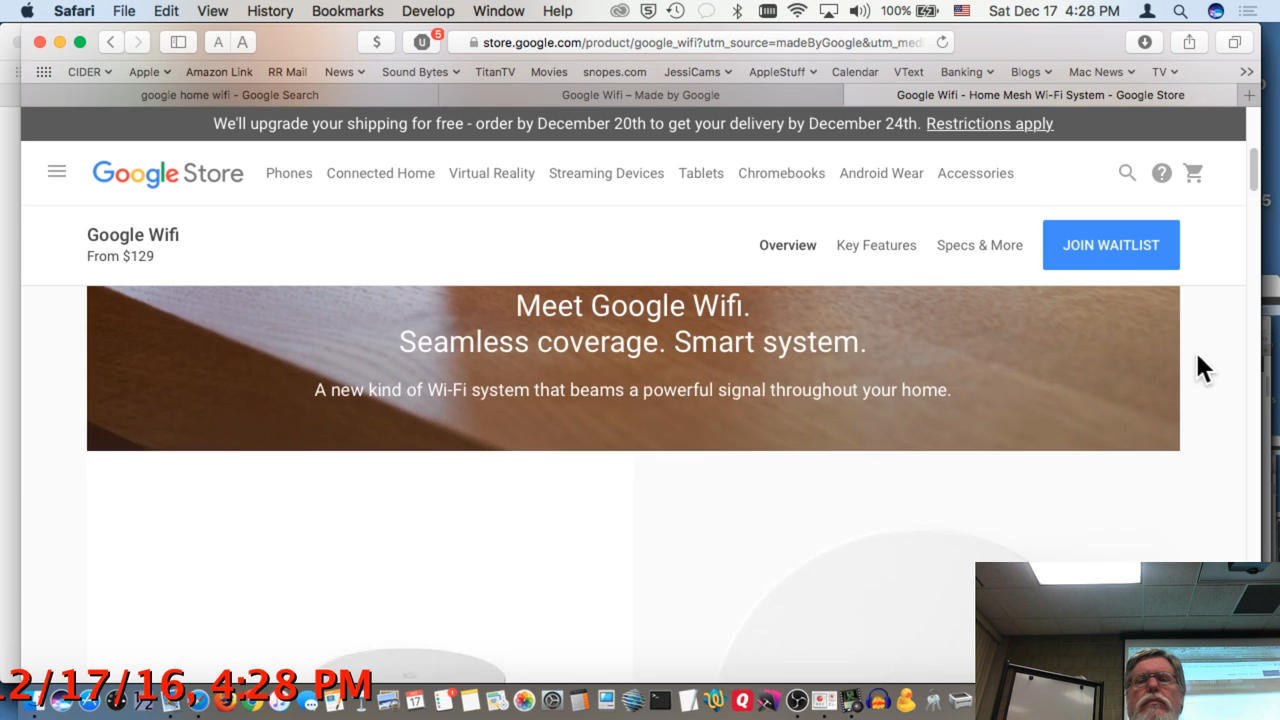 Safari File Edit View History Bookmarks Develop Window Help 100% Sat Dec 17 4:28 PM
A A $ U 5 store.google.com/product/google_wifi?utm_source=madeByGoogle&utm_med
CIDER Apple Amazon Link RR Mail News Sound Bytes TitanTV Movies snopes.com JessiCams AppleStuff Calendar VText Banking Blogs Mac News TV
google home wifi - Google Search Google Wifi – Made by Google Google Wifi - Home Mesh Wi-Fi System - Google Store
We'll upgrade your shipping for free - order by December 20th to get your delivery by December 24th. Restrictions apply
Google Store Phones Connected Home Virtual Reality Streaming Devices Tablets Chromebooks Android Wear Accessories
Google Wifi
From $129
Overview Key Features Specs & More JOIN WAITLIST
Meet Google Wifi.
Seamless coverage. Smart system.
A new kind of Wi-Fi system that beams a powerful signal throughout your home.
12/17/16, 4:28 PM